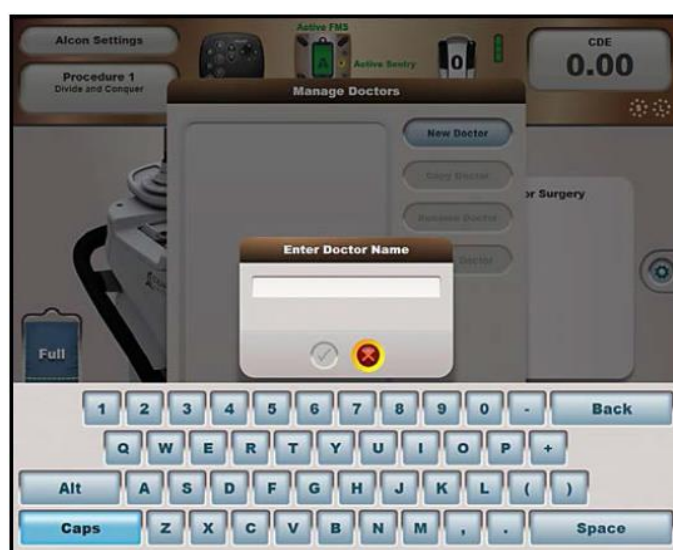 Active FMS
Alcon Settings
A
Active Sentry
0
CDE
0.00
Procedure 1
Divide and Conquer
Manage Doctors
New Doctor
Copy Doctor
Rename Doctor
Doctor
or Surgery
Enter Doctor Name
Full
1 2 3 4 5 6 7 8 9 0 - Back
Q W E R T Y U I O P +
Alt A S D F G H J K L ( )
Caps Z X C V B N M , . Space